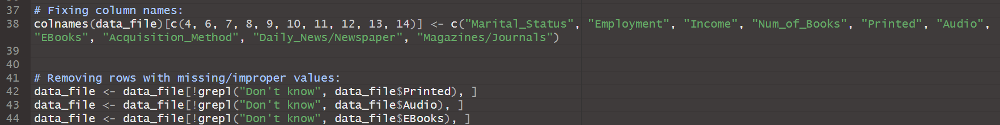 37 # Fixing column names:
38 colnames(data_file)[c(4, 6, 7, 8, 9, 10, 11, 12, 13, 14)] <- c("Marital_Status", "Employment", "Income", "Num_of_Books", "Printed", "Audio",
"EBooks", "Acquisition_Method", "Daily_News/Newspaper", "Magazines/Journals")
39
40
41 # Removing rows with missing/improper values:
42 data_file <- data_file[!grepl("Don't know", data_file$Printed), ]
43 data_file <- data_file[!grepl("Don't know", data_file$Audio), ]
44 data_file <- data_file[!grepl("Don't know", data_file$EBooks), ]